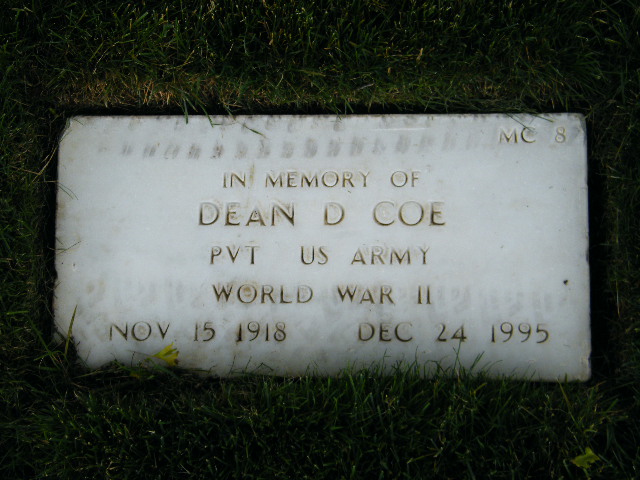 MC 8
IN MEMORY OF
DEAN D COE
PVT US ARMY
WORLD WAR II
NOV 15 1918 DEC 24 1995